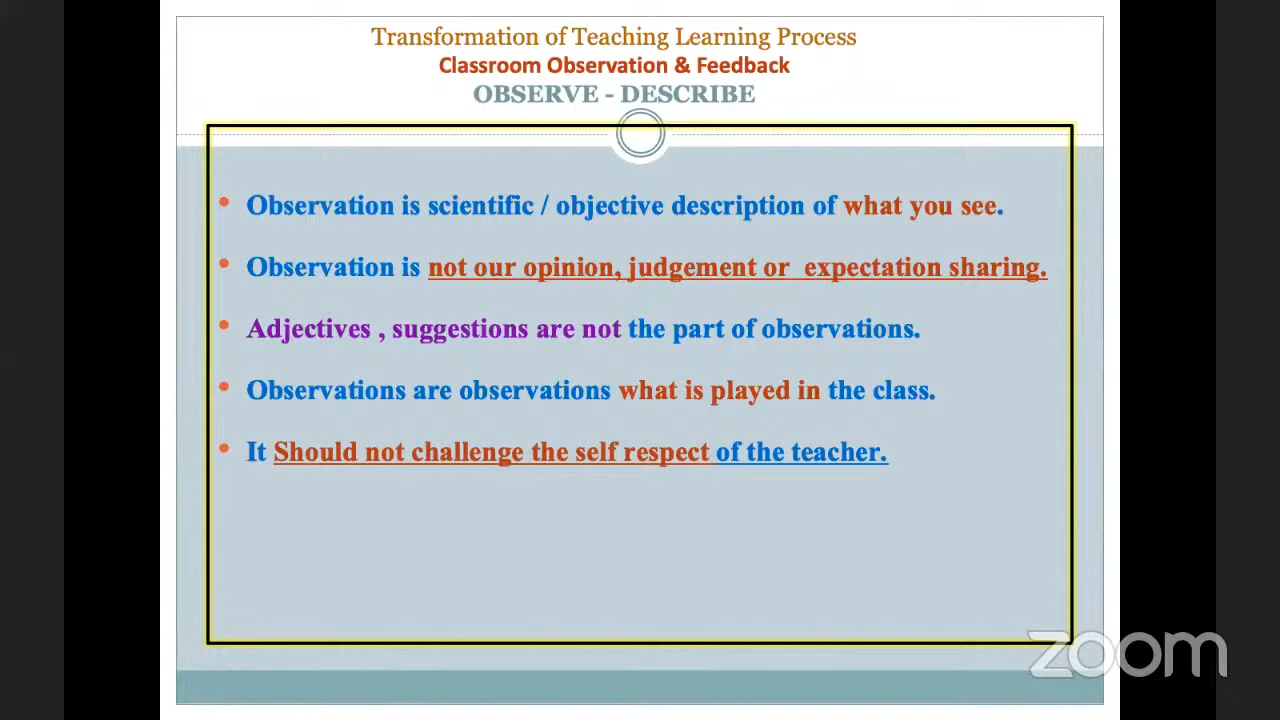 Transformation of Teaching Learning Process
Classroom Observation & Feedback
OBSERVE - DESCRIBE
• Observation is scientific / objective description of what you see.
• Observation is not our opinion, judgement or expectation sharing.
• Adjectives , suggestions are not the part of observations.
• Observations are observations what is played in the class.
• It Should not challenge the self respect of the teacher.
zoom